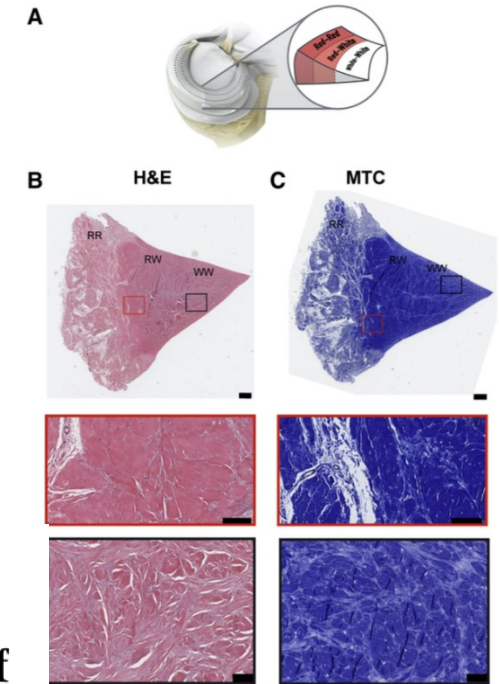 A
Red-Red
Red-White
White-White
B H&E
C MTC
RR
RW
WW
RR
RW
WW
f